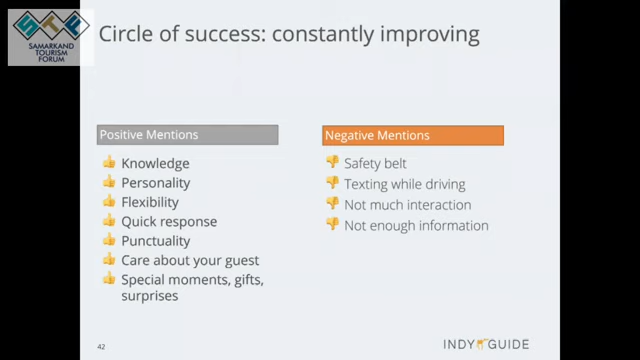 STF
SAMARKAND
TOURISM
FORUM
Circle of success: constantly improving
Positive Mentions
Knowledge
Personality
Flexibility
Quick response
Punctuality
Care about your guest
Special moments, gifts,
surprises
Negative Mentions
Safety belt
Texting while driving
Not much interaction
Not enough information
42
INDYGUIDE